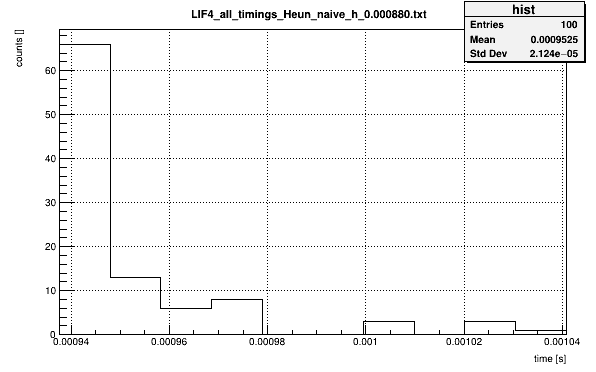 LIF4_all_timings_Heun_naive_h_0.000880.txt
hist
Entries 100
Mean 0.0009525
Std Dev 2.124e−05
counts []
60
50
40
30
20
10
0
0.00094 0.00096 0.00098 0.001 0.00102 0.00104
time [s]